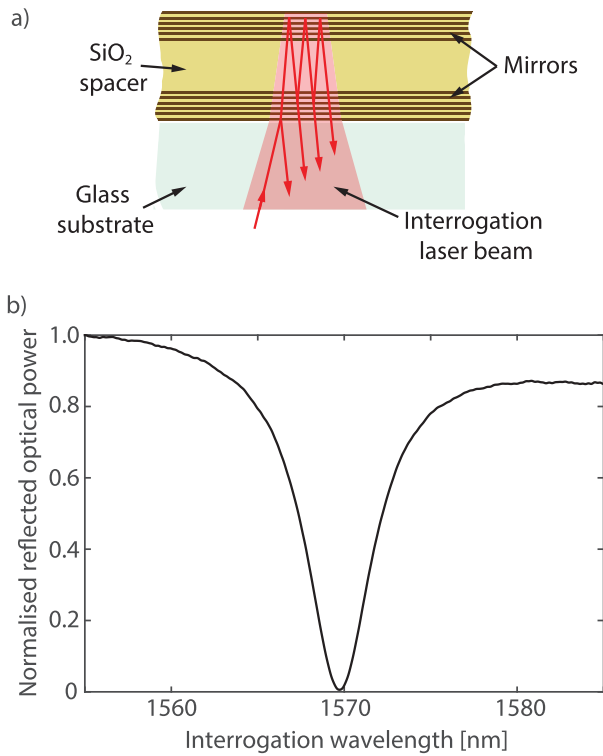 a)
SiO₂
spacer
Mirrors
Glass
substrate
Interrogation
laser beam
b)
Normalised reflected optical power
1.0
0.8
0.6
0.4
0.2
0
1560
1570
1580
Interrogation wavelength [nm]